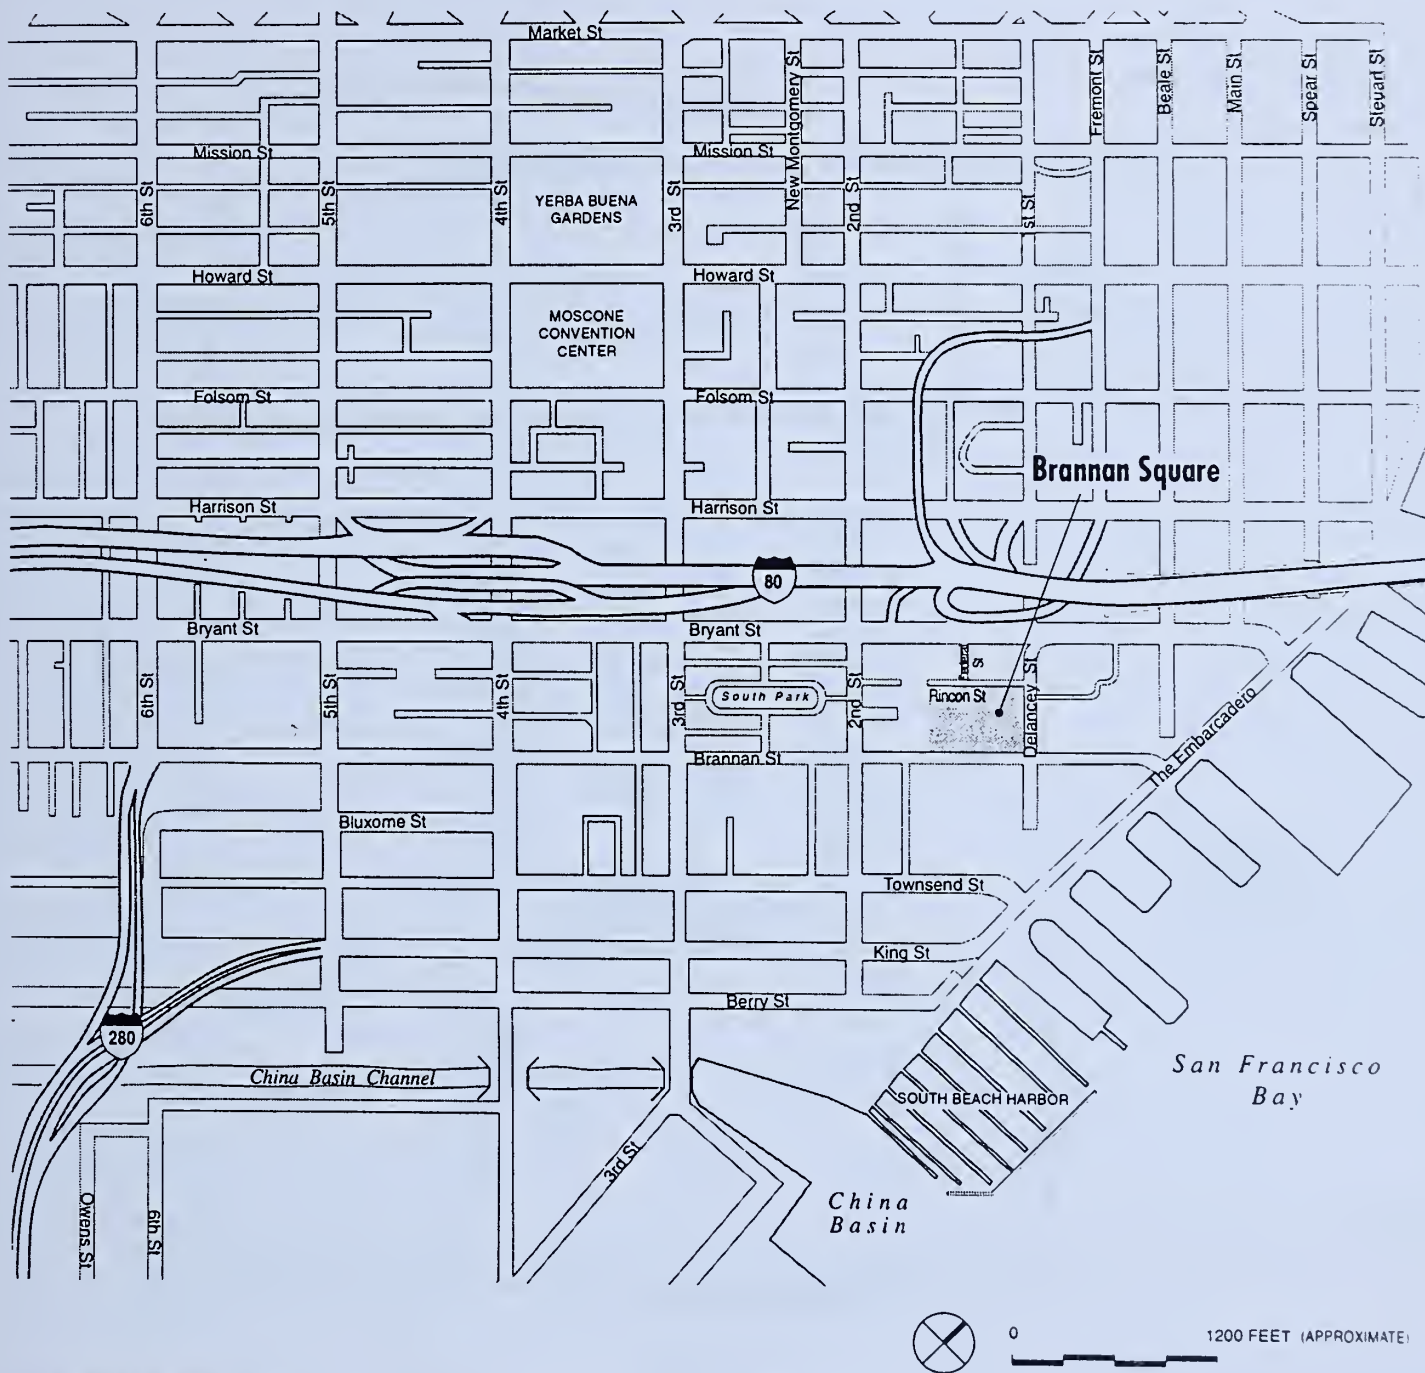 Market St
New Montgomery St
Fremont St
Beale St
Main St
Spear St
Steuart St
Mission St
Mission St
6th St
5th St
4th St
YERBA BUENA
GARDENS
3rd St
2nd St
1st St
Howard St
Howard St
MOSCONE
CONVENTION
CENTER
Folsom St
Folsom St
Brannan Square
Harrison St
Harrison St
80
Bryant St
Bryant St
6th St
5th St
4th St
3rd St
South Park
2nd St
Federal
St
Rincon St
Delancey St
Brannan St
The Embarcadero
Bluxome St
Townsend St
King St
Berry St
280
China Basin Channel
SOUTH BEACH HARBOR
San Francisco
Bay
3rd St
China
Basin
Owens St
6th St
0
1200 FEET (APPROXIMATE)